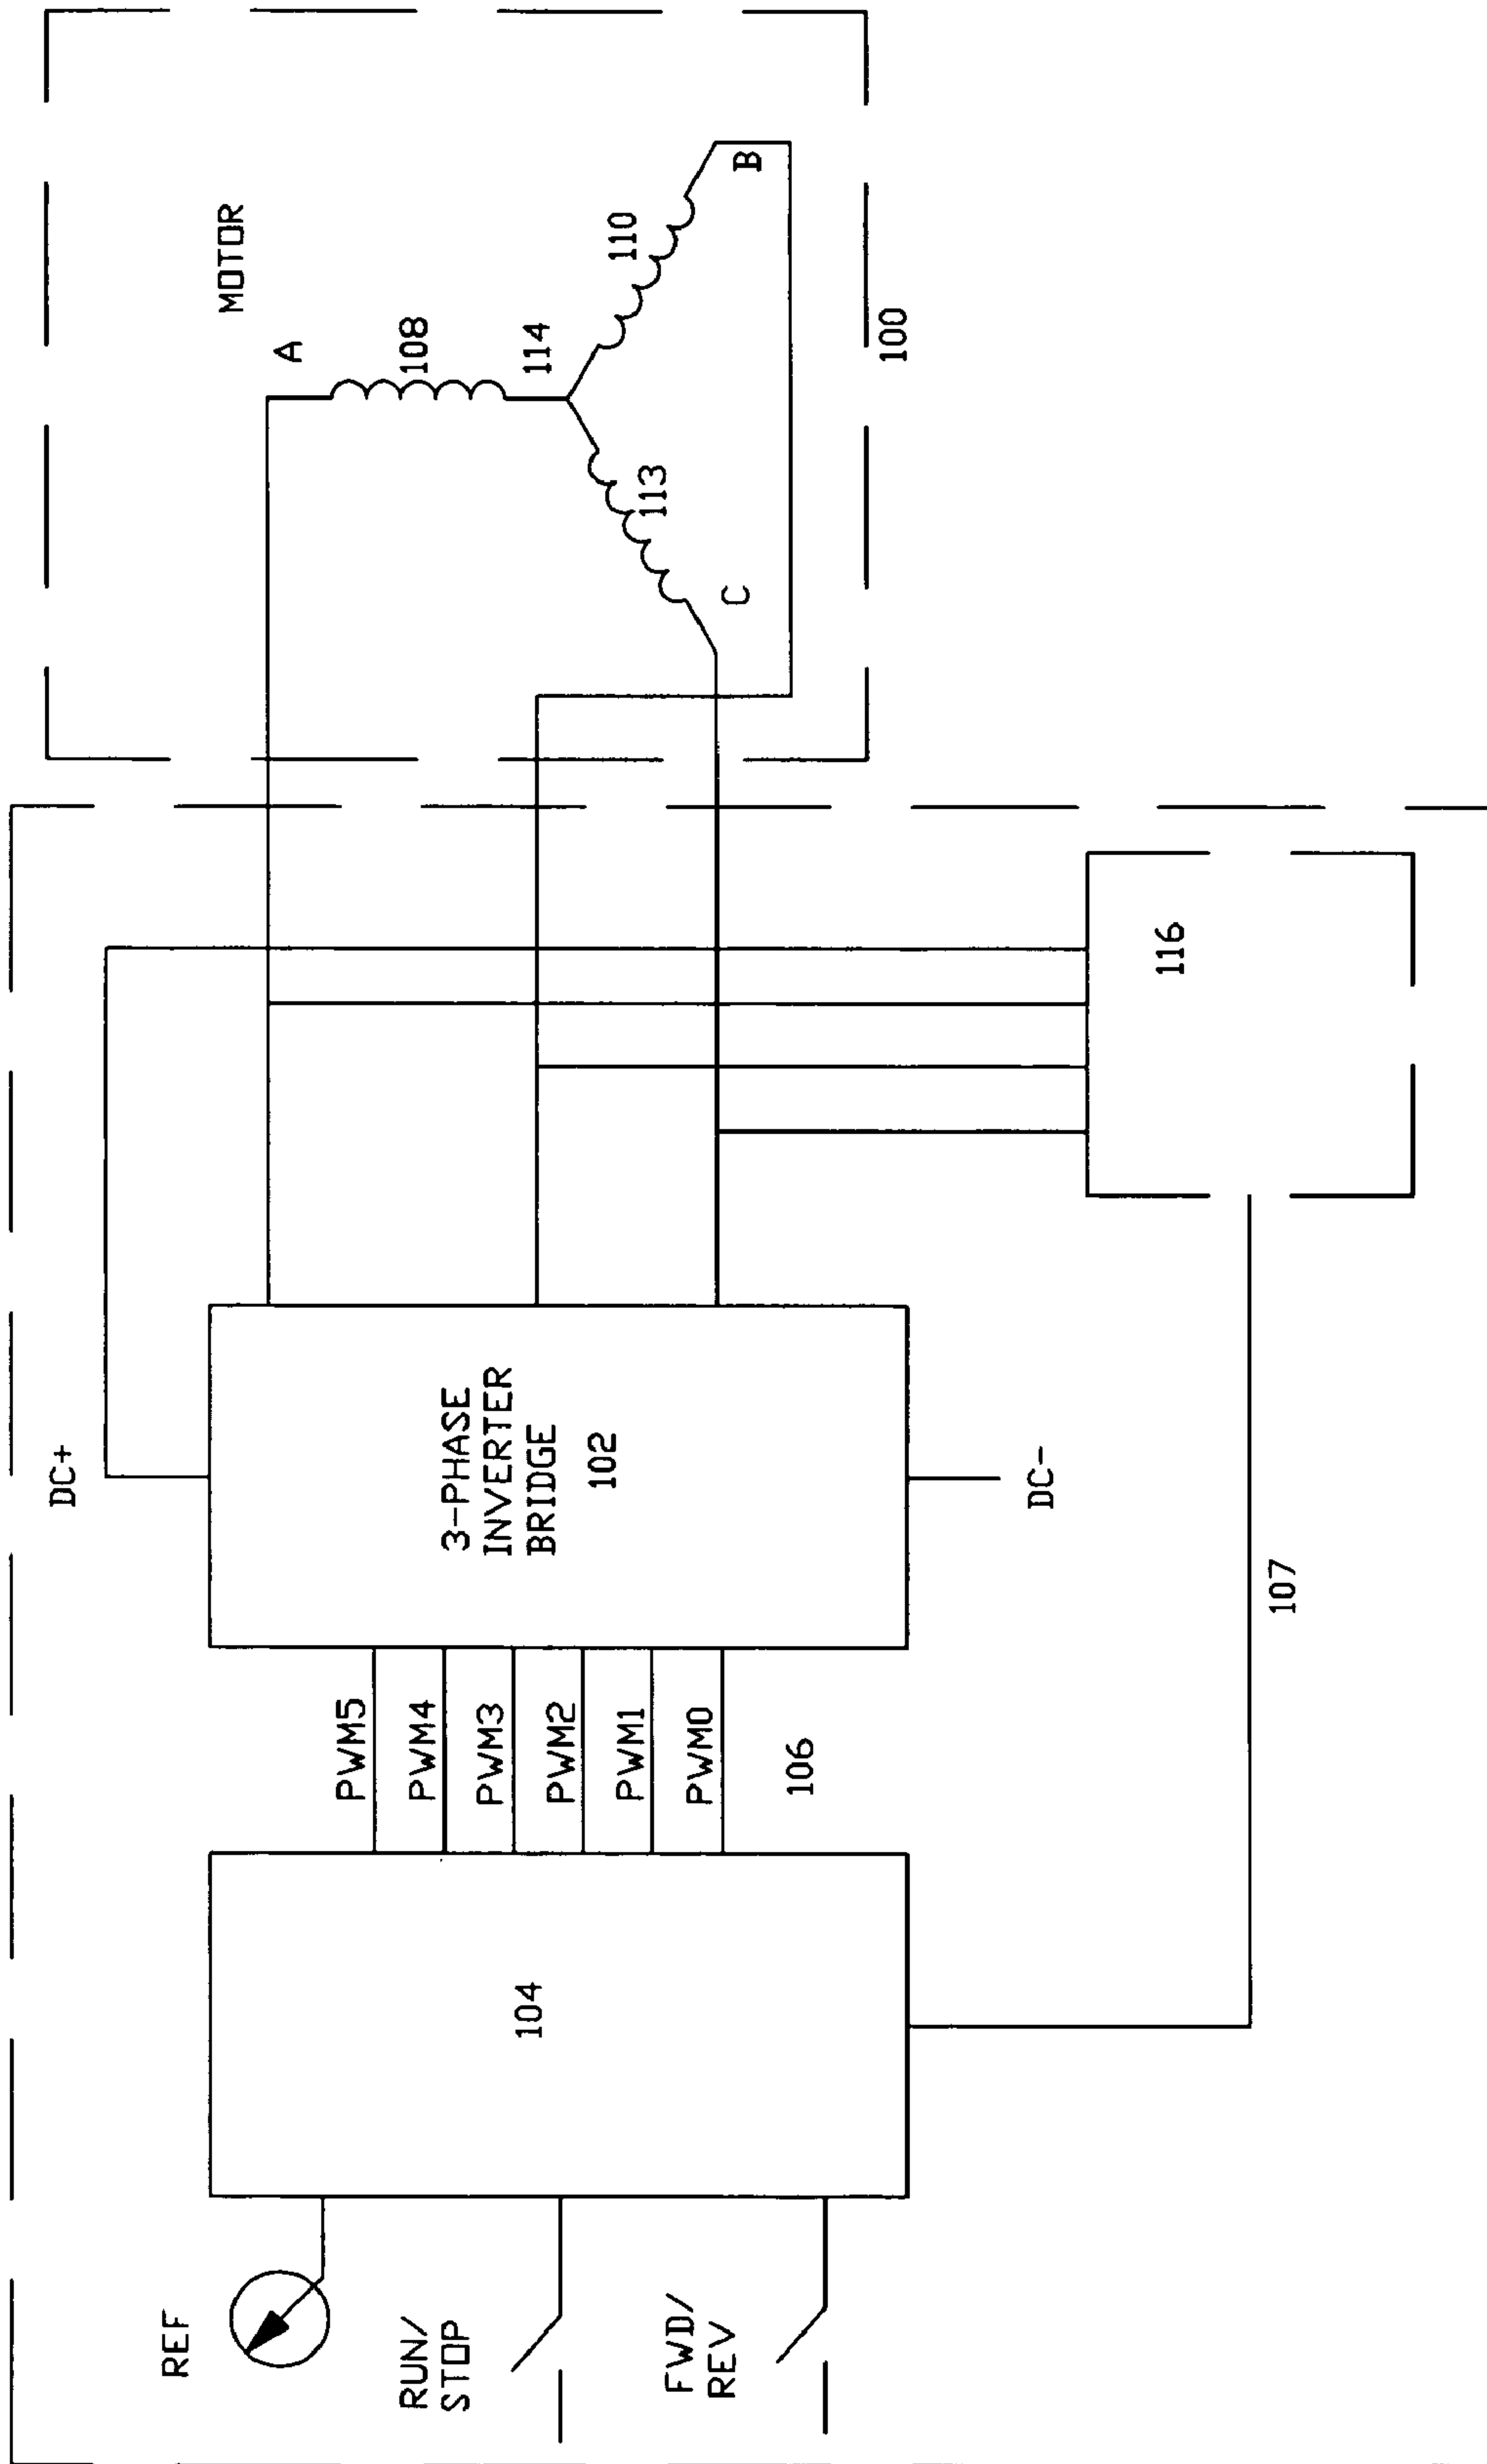 REF
RUN/
STOP
FWD/
REV
104
PWM5
PWM4
PWM3
PWM2
PWM1
PWM0
106
107
DC+
3-PHASE
INVERTER
BRIDGE
102
DC-
116
MOTOR
A
108
114
110
113
B
C
100